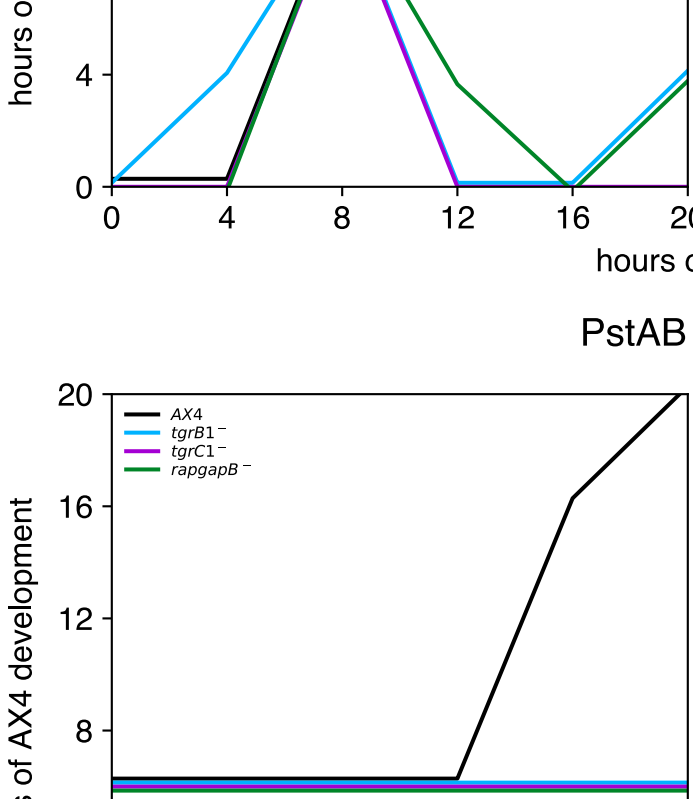 hours
4
0
0 4 8 12 16
hours
PstAB
20
AX4
tgrB1⁻
tgrC1⁻
rapgapB⁻
16
12
8
of AX4 development